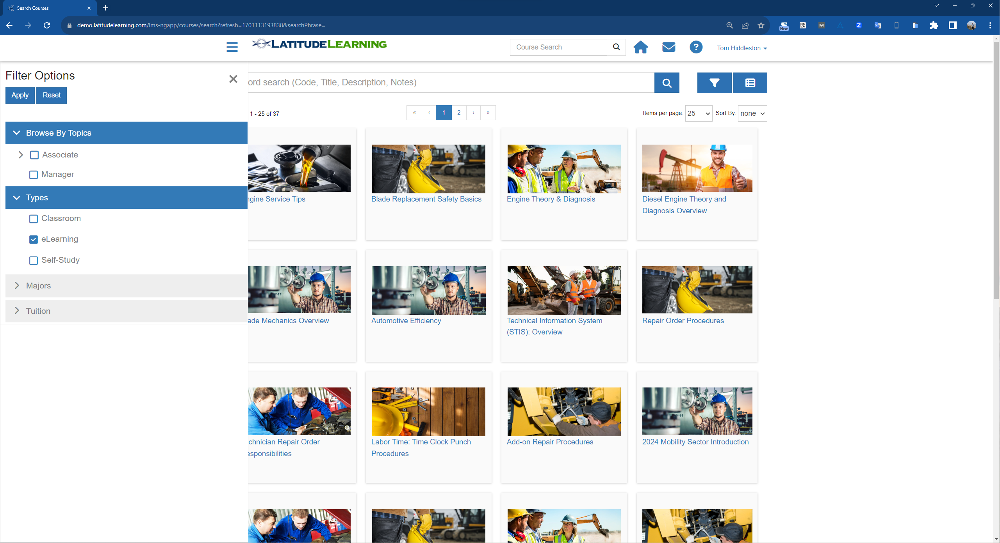 Search Courses
demo.latitudelearning.com/lms-ngapp/courses/search?refresh=1701113193838&searchPhrase=
New
LATITUDELEARNING
Course Search
Tom Hiddleston
Filter Options
Apply Reset
Browse By Topics
Associate
Manager
Types
Classroom
eLearning
Self-Study
Majors
Tuition
ord search (Code, Title, Description, Notes)
1 - 25 of 37
« ‹ 1 2 › »
Items per page: 25 Sort By: none
ngine Service Tips
Blade Replacement Safety Basics
Engine Theory & Diagnosis
Diesel Engine Theory and
Diagnosis Overview
ade Mechanics Overview
Automotive Efficiency
Technical Information System
(STIS): Overview
Repair Order Procedures
chnician Repair Order
esponsibilities
Labor Time: Time Clock Punch
Procedures
Add-on Repair Procedures
2024 Mobility Sector Introduction